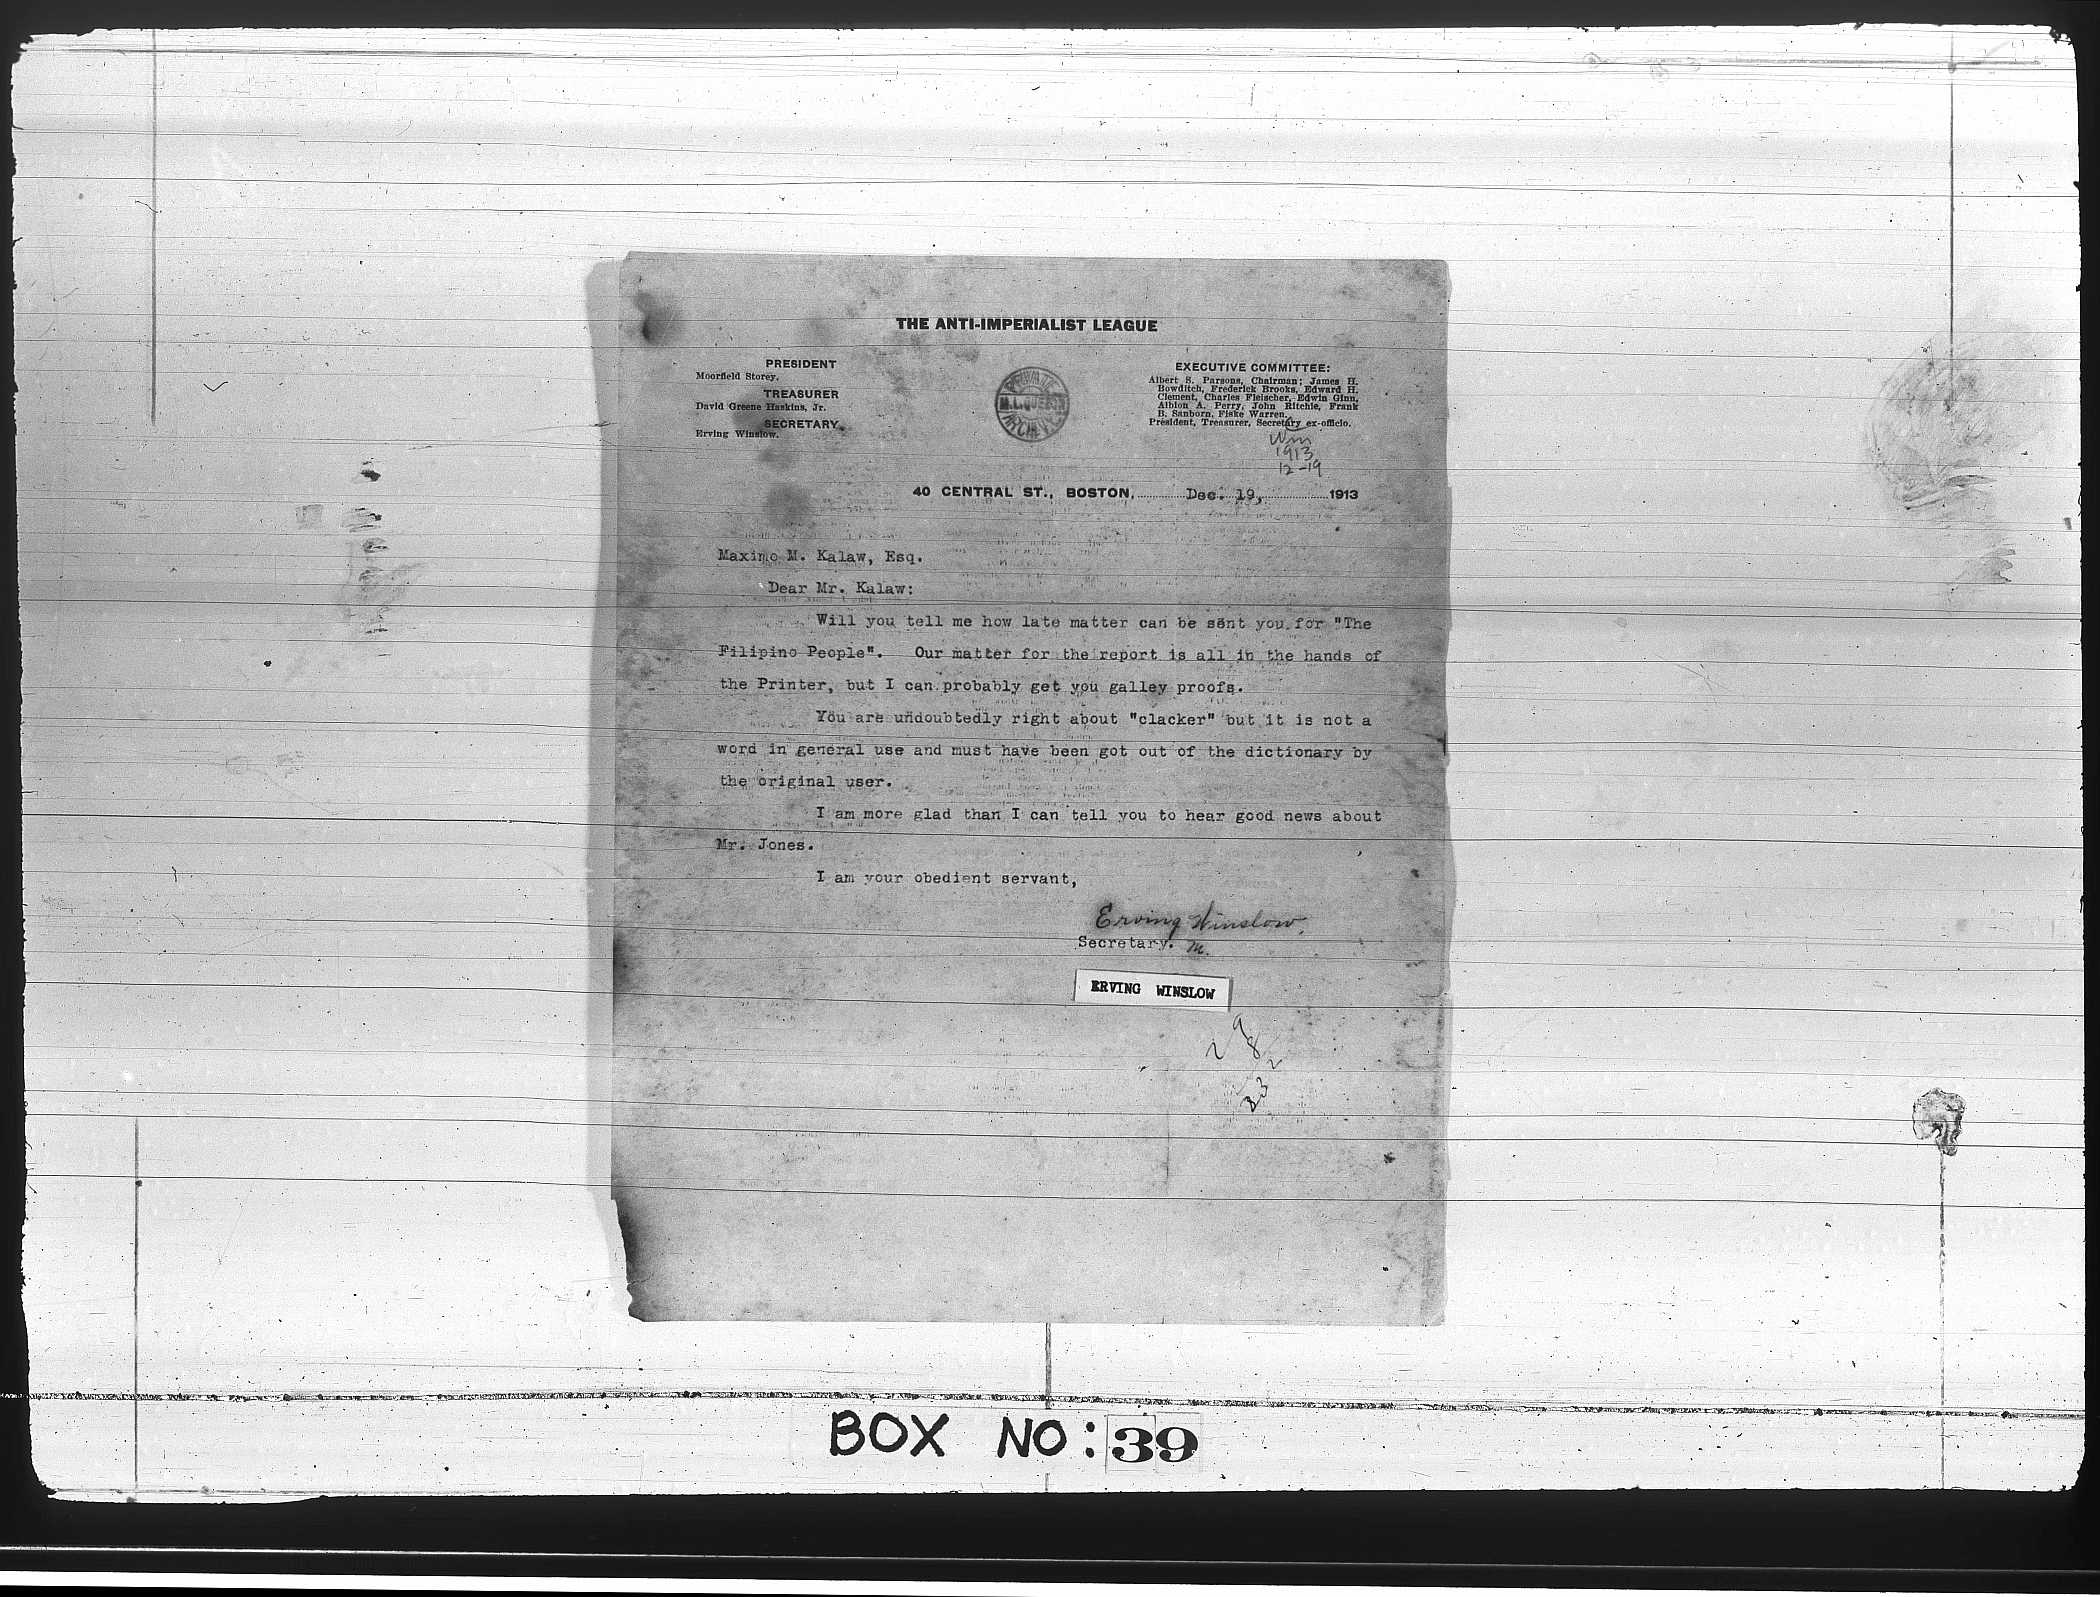 THE ANTI-IMPERIALIST LEAGUE
PRESIDENT
Moorfield Storey.
TREASURER
David Greene Haskins, Jr.
SECRETARY
Erving Winslow.
PRIVATE
M. L. QUEZON
ARCHIVES
EXECUTIVE COMMITTEE:
Albert S. Parsons, Chairman; James H.
Bowditch, Frederick Brooks, Edward H.
Clement, Charles Fleischer, Edwin Ginn,
Albion A. Perry, John Ritchie, Frank
B. Sanborn, Fiske Warren.
President, Treasurer, Secretary ex-officio.
1913
12-19
40 CENTRAL ST., BOSTON, Dec. 19, 1913
Maximo M. Kalaw, Esq.
Dear Mr. Kalaw:
Will you tell me how late matter can be sent you for "The
Filipino People". Our matter for the report is all in the hands of
the Printer, but I can probably get you galley proofs.
You are undoubtedly right about "clacker" but it is not a
word in general use and must have been got out of the dictionary by
the original user.
I am more glad than I can tell you to hear good news about
Mr. Jones.
I am your obedient servant,
Erving Winslow.
Secretary. M.
ERVING WINSLOW
BOX NO: 39